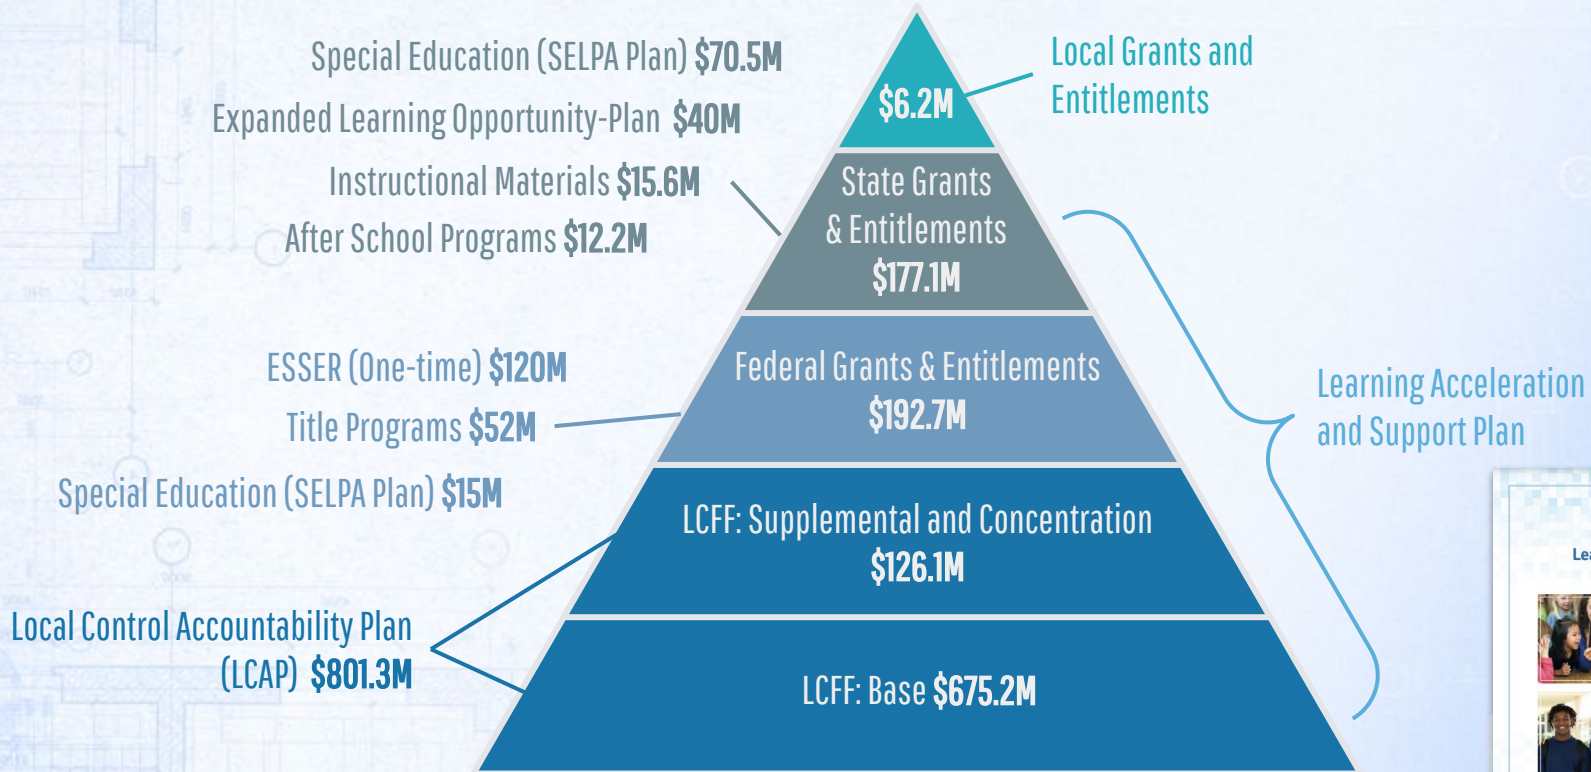 Special Education (SELPA Plan) $70.5M
Expanded Learning Opportunity-Plan $40M
Instructional Materials $15.6M
After School Programs $12.2M
$6.2M
Local Grants and
Entitlements
State Grants
& Entitlements
$177.1M
ESSER (One-time) $120M
Title Programs $52M
Special Education (SELPA Plan) $15M
Federal Grants & Entitlements
$192.7M
Learning Acceleration
and Support Plan
LCFF: Supplemental and Concentration
$126.1M
Local Control Accountability Plan
(LCAP) $801.3M
LCFF: Base $675.2M